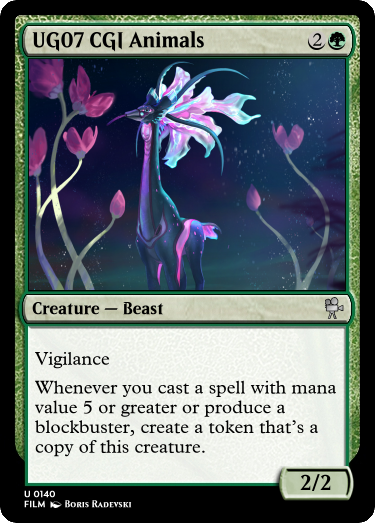 UG07 CGI Animals 2
Creature — Beast
Vigilance
Whenever you cast a spell with mana
value 5 or greater or produce a
blockbuster, create a token that's a
copy of this creature.
2/2
U 0140
FILM Boris Radevski